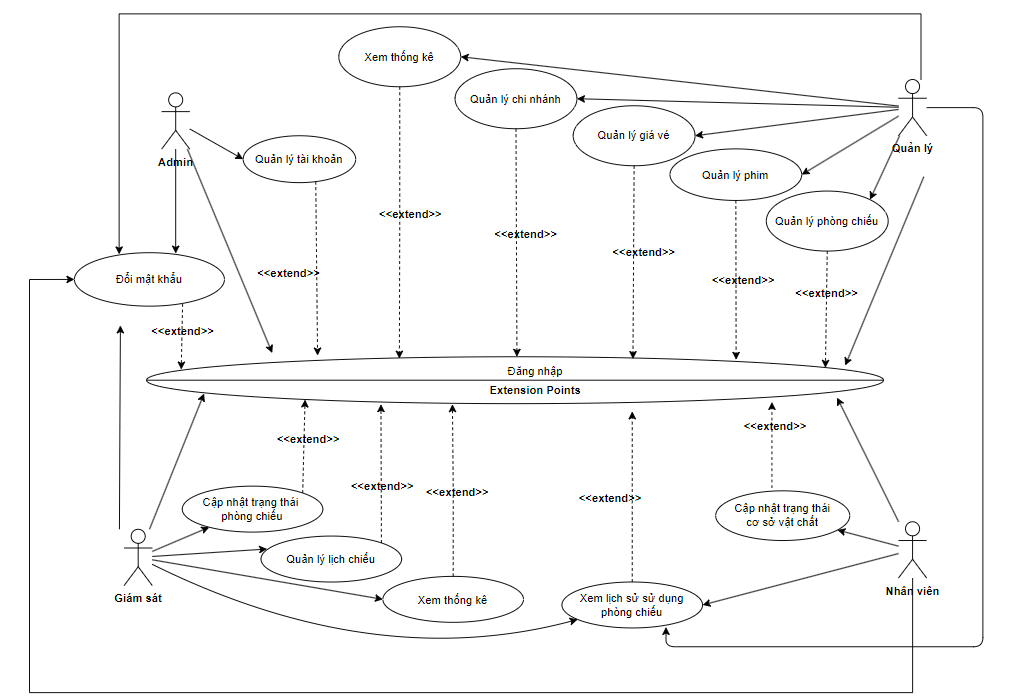 Xem thống kê
Quản lý chi nhánh
Quản lý giá vé
Admin
Quản lý tài khoản
Quản lý
Quản lý phim
Quản lý phòng chiếu
<<extend>>
<<extend>>
<<extend>>
<<extend>>
<<extend>>
<<extend>>
Đổi mật khẩu
<<extend>>
Đăng nhập
Extension Points
<<extend>>
<<extend>>
<<extend>>
<<extend>>
<<extend>>
Cập nhật trạng thái
phòng chiếu
Cập nhật trạng thái
cơ sở vật chất
Quản lý lịch chiếu
Giám sát
Xem thống kê
Xem lịch sử sử dụng
phòng chiếu
Nhân viên